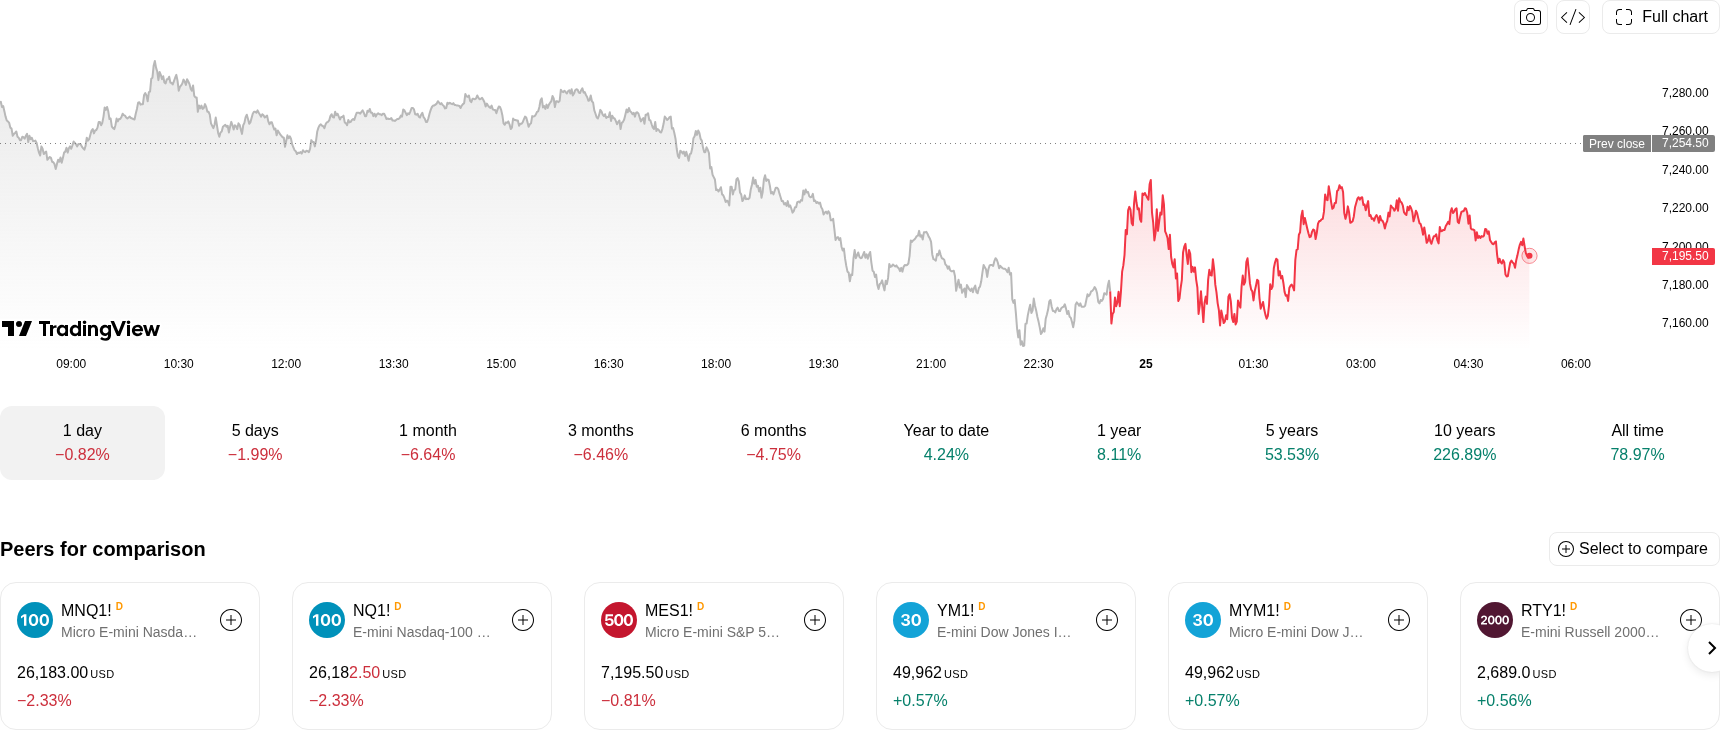 Full chart
7,280.00
7,260.00
Prev close 7,254.50
7,240.00
7,220.00
7,200.00
7,195.50
7,180.00
7,160.00
TradingView
09:00 10:30 12:00 13:30 15:00 16:30 18:00 19:30 21:00 22:30 25 01:30 03:00 04:30 06:00
1 day 5 days 1 month 3 months 6 months Year to date 1 year 5 years 10 years All time
−0.82% −1.99% −6.64% −6.46% −4.75% 4.24% 8.11% 53.53% 226.89% 78.97%
Peers for comparison
Select to compare
100 MNQ1! D
Micro E-mini Nasda…
26,183.00 USD
−2.33%
100 NQ1! D
E-mini Nasdaq-100 …
26,182.50 USD
−2.33%
500 MES1! D
Micro E-mini S&P 5…
7,195.50 USD
−0.81%
30 YM1! D
E-mini Dow Jones I…
49,962 USD
+0.57%
30 MYM1! D
Micro E-mini Dow J…
49,962 USD
+0.57%
2000 RTY1! D
E-mini Russell 2000…
2,689.0 USD
+0.56%